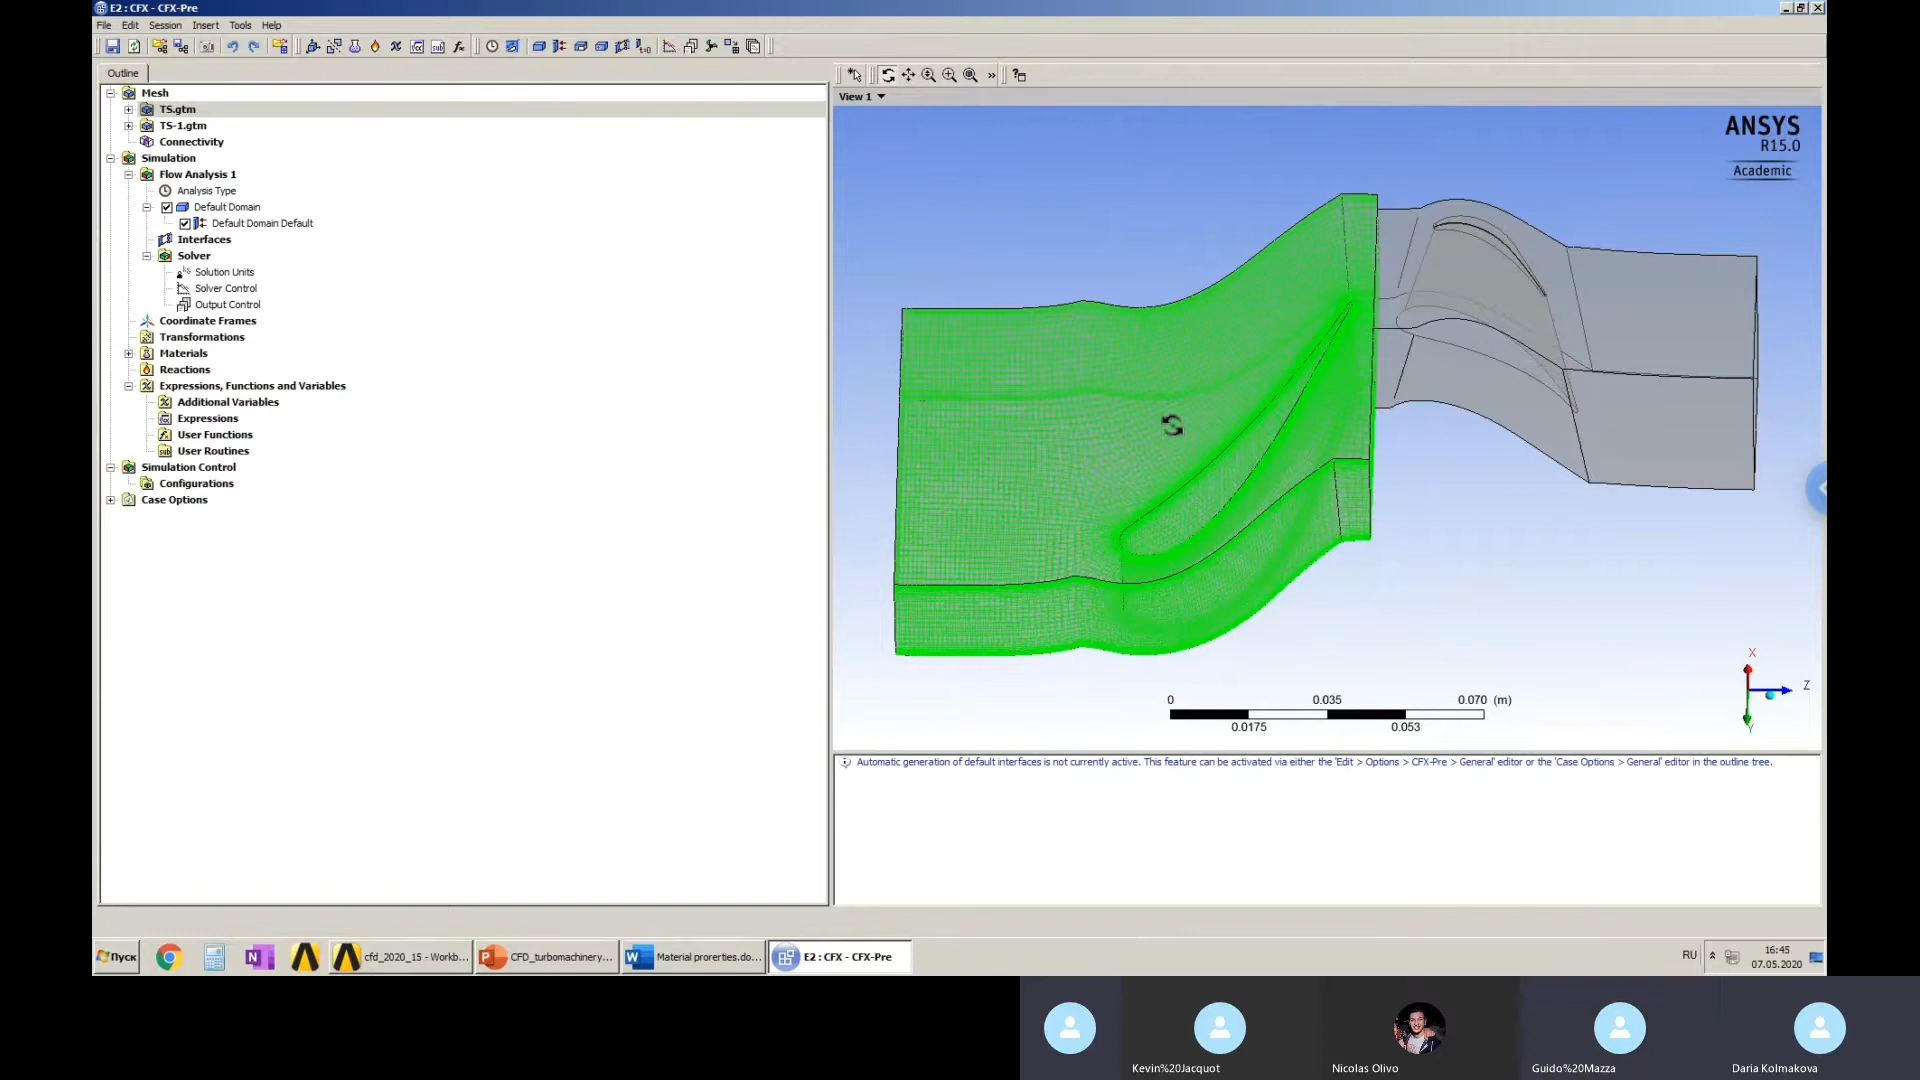 E2 : CFX - CFX-Pre
File Edit Session Insert Tools Help
Outline
Mesh
TS.gtm
TS-1.gtm
Connectivity
Simulation
Flow Analysis 1
Analysis Type
Default Domain
Default Domain Default
Interfaces
Solver
Solution Units
Solver Control
Output Control
Coordinate Frames
Transformations
Materials
Reactions
Expressions, Functions and Variables
Additional Variables
Expressions
User Functions
User Routines
Simulation Control
Configurations
Case Options
View 1
ANSYS
R15.0
Academic
X
Z
Y
0 0.035 0.070 (m)
0.0175 0.053
Automatic generation of default interfaces is not currently active. This feature can be activated via either the 'Edit > Options > CFX-Pre > General' editor or the 'Case Options > General' editor in the outline tree.
Пуск
cfd_2020_15 - Workb...
CFD_turbomachinery...
Material prorerties.do...
E2 : CFX - CFX-Pre
RU
16:45
07.05.2020
Kevin%20Jacquot
Nicolas Olivo
Guido%20Mazza
Daria Kolmakova